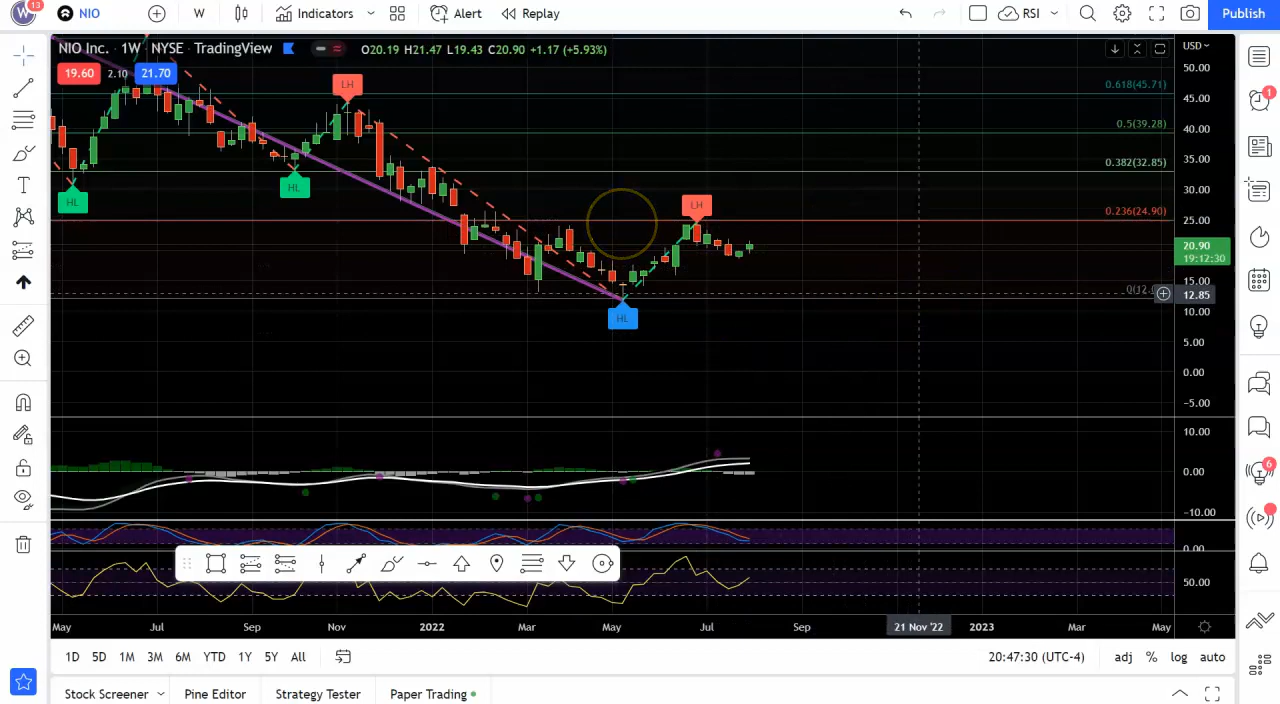 W 13 NIO W Indicators Alert Replay RSI Publish
NIO Inc. · 1W · NYSE · TradingView O20.19 H21.47 L19.43 C20.90 +1.17 (+5.93%) USD
19.60 2.10 21.70
50.00
LH
0.618(45.71)
45.00
0.5(39.28)
40.00
0.382(32.85)
35.00
HL
30.00
HL
LH
0.236(24.90)
25.00
20.90
19:12:30
15.00
12.85
10.00
HL
5.00
0.00
−5.00
10.00
0.00
−10.00
0.00
50.00
May Jul Sep Nov 2022 Mar May Jul Sep 21 Nov '22 2023 Mar May
1D 5D 1M 3M 6M YTD 1Y 5Y All 20:47:30 (UTC-4) adj % log auto
Stock Screener Pine Editor Strategy Tester Paper Trading
1
6